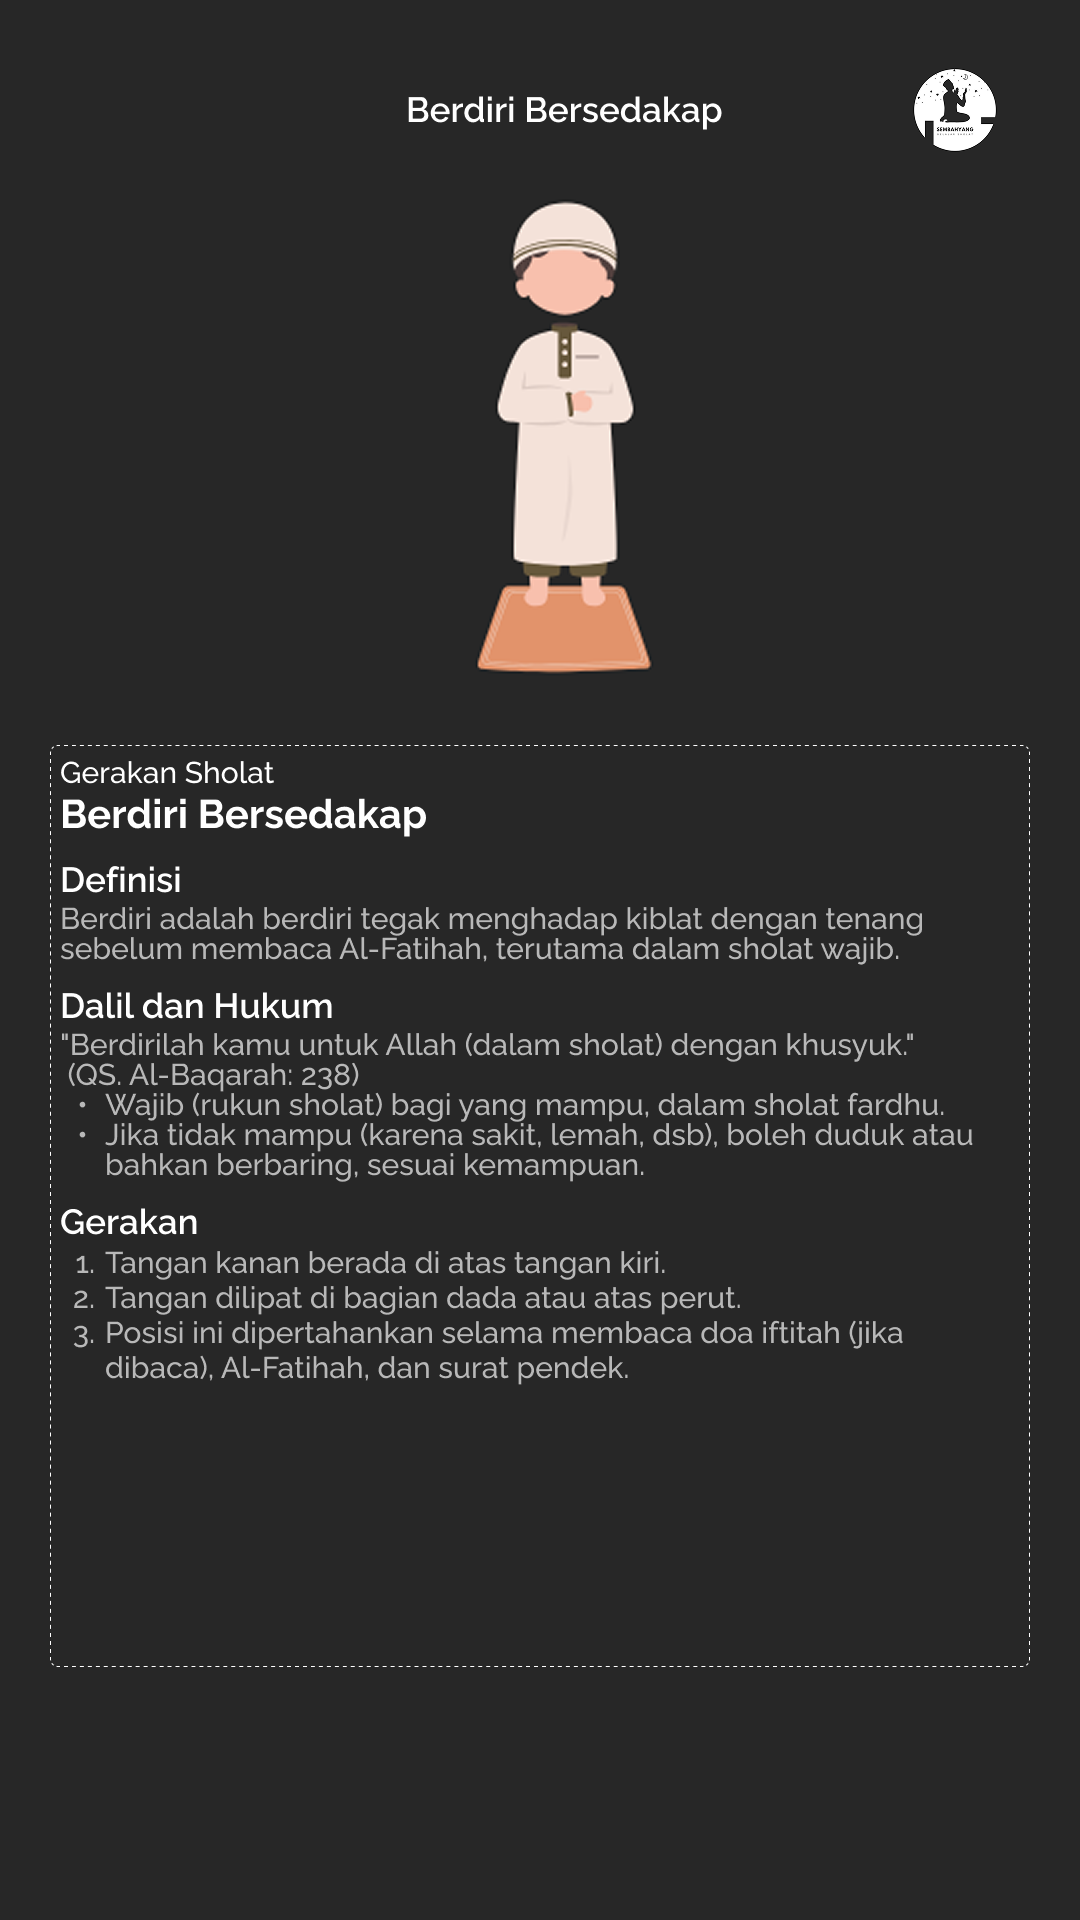 Berdiri Bersedakap
SEMBAHYANG
Gerakan Sholat
Berdiri Bersedakap
Definisi
Berdiri adalah berdiri tegak menghadap kiblat dengan tenang
sebelum membaca Al-Fatihah, terutama dalam sholat wajib.
Dalil dan Hukum
"Berdirilah kamu untuk Allah (dalam sholat) dengan khusyuk."
(QS. Al-Baqarah: 238)
• Wajib (rukun sholat) bagi yang mampu, dalam sholat fardhu.
• Jika tidak mampu (karena sakit, lemah, dsb), boleh duduk atau
bahkan berbaring, sesuai kemampuan.
Gerakan
1. Tangan kanan berada di atas tangan kiri.
2. Tangan dilipat di bagian dada atau atas perut.
3. Posisi ini dipertahankan selama membaca doa iftitah (jika
dibaca), Al-Fatihah, dan surat pendek.